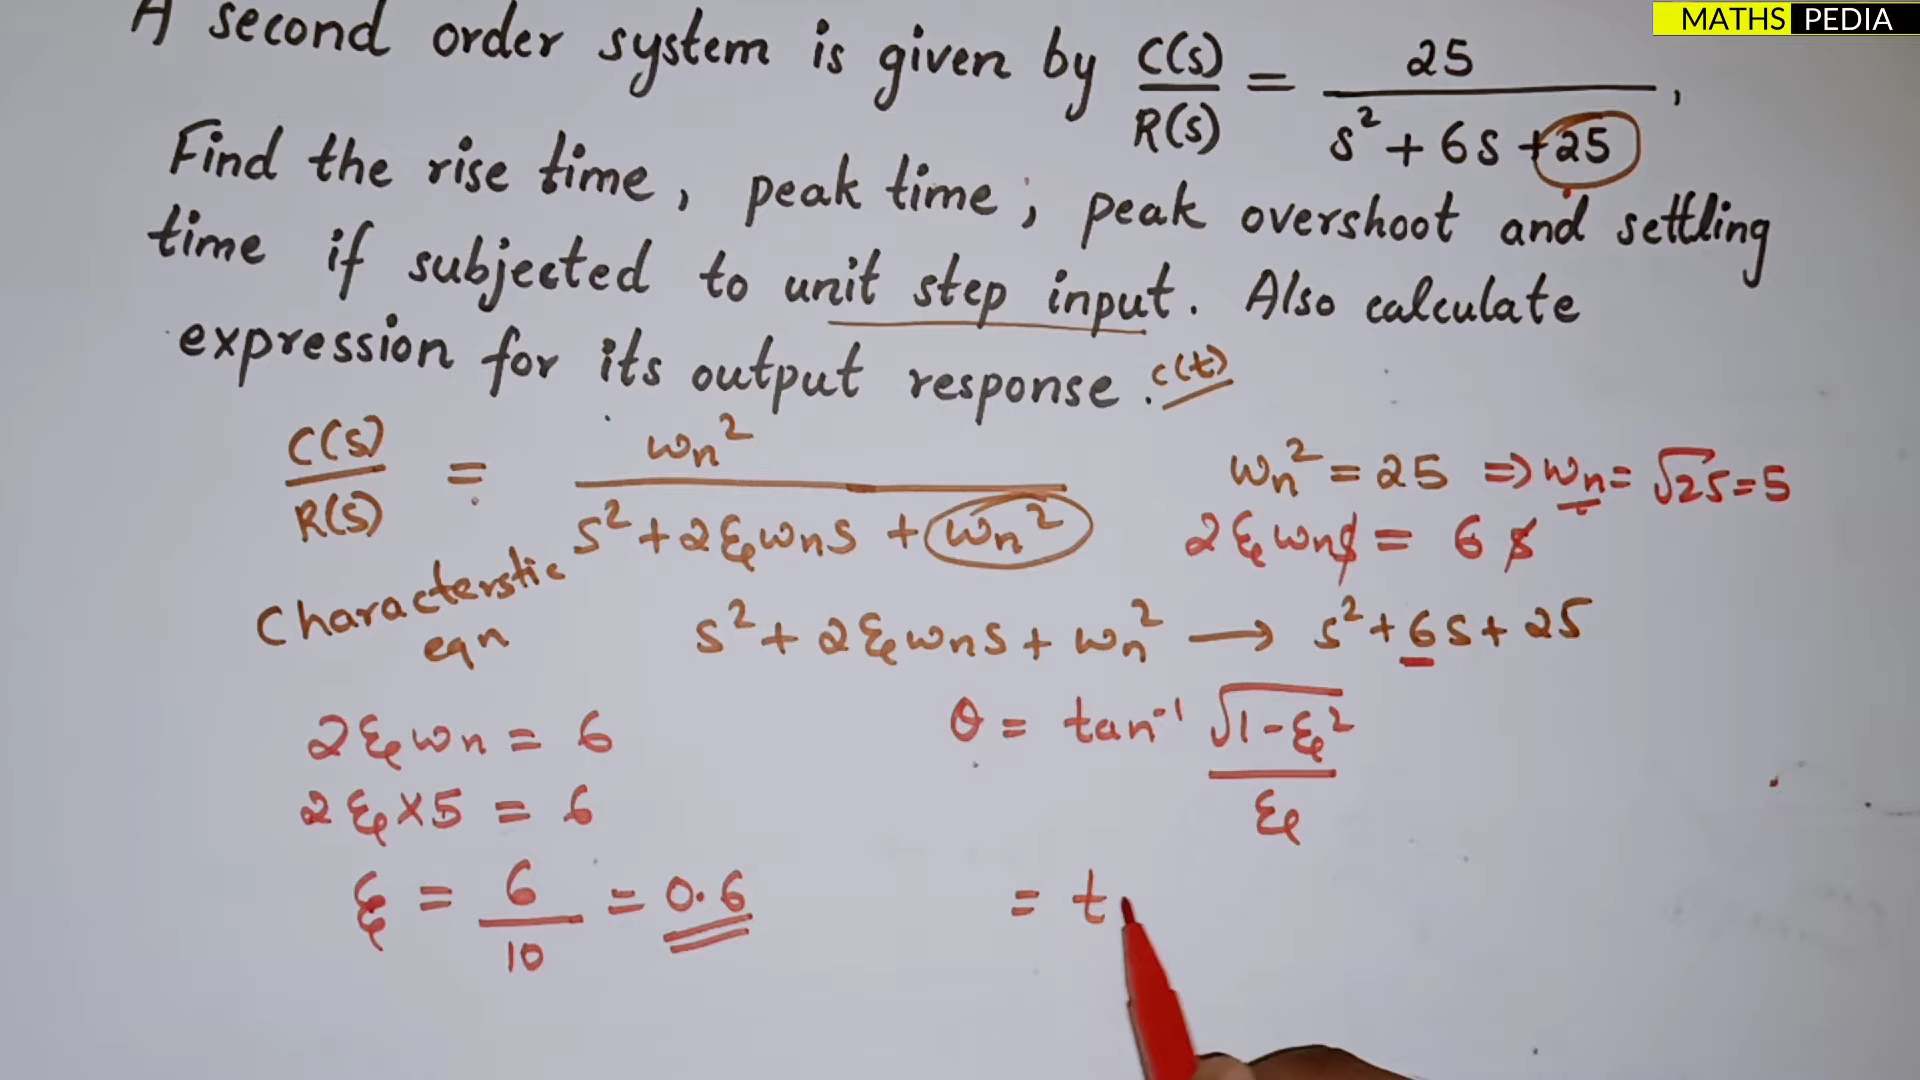 MATHS PEDIA
A second order system is given by C(s)/R(s) = 25/(s² + 6s + 25),
Find the rise time, peak time, peak overshoot and settling
time if subjected to unit step input. Also calculate
expression for its output response. c(t)
C(s)/R(s) = ωn²/(s² + 2ξωns + ωn²)
ωn² = 25 ⇒ ωn = √25 = 5
2ξωns = 6s
Characterstic
eqn
s² + 2ξωns + ωn² → s² + 6s + 25
2ξωn = 6
θ = tan⁻¹ √(1-ξ²)/ξ
2ξ×5 = 6
ξ = 6/10 = 0.6
= t